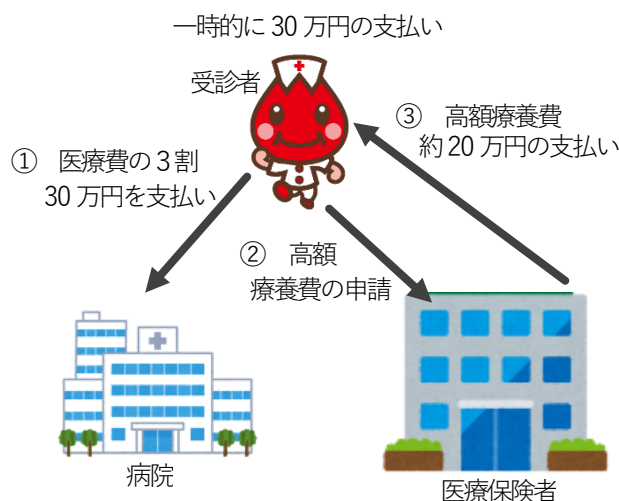 一時的に 30 万円の支払い
受診者
① 医療費の３割
30 万円を支払い
② 高額
療養費の申請
③ 高額療養費
約 20 万円の支払い
病院
医療保険者